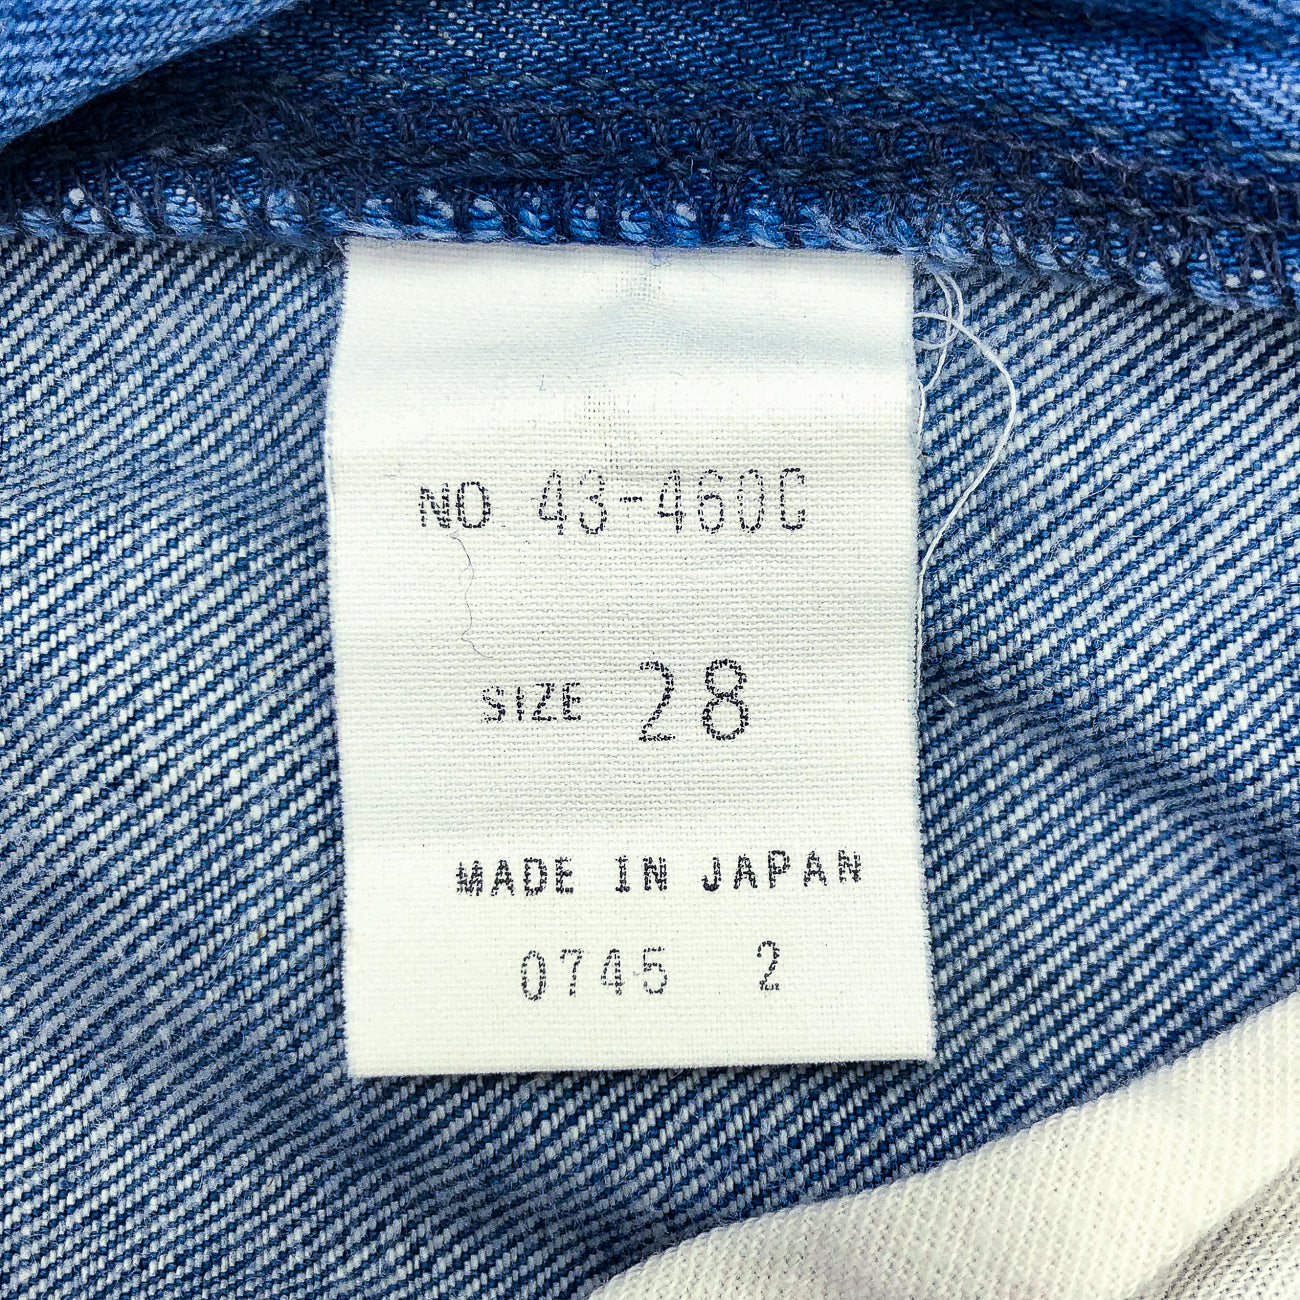 NO. 43-460C
SIZE 28
MADE IN JAPAN
0745 2